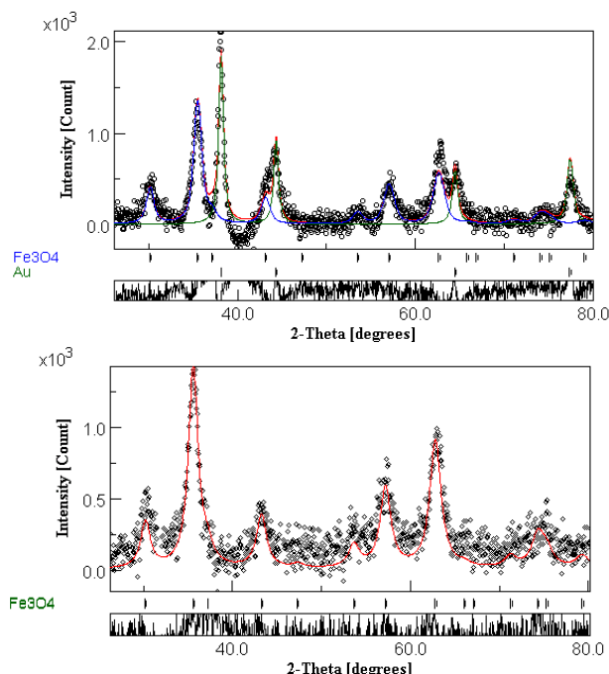 x10³
2.0
Intensity [Count]
1.0
0.0
Fe3O4
Au
40.0 60.0 80.0
2-Theta [degrees]
x10³
Intensity [Count]
1.0
0.5
0.0
Fe3O4
40.0 60.0 80.0
2-Theta [degrees]